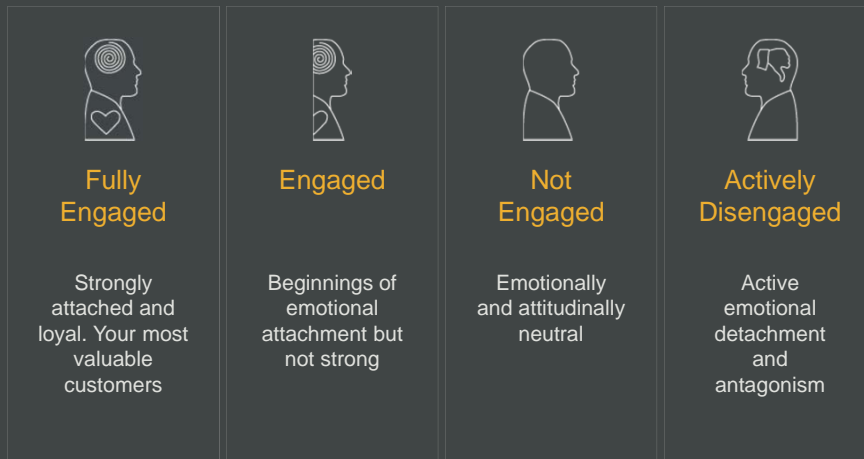 Fully
Engaged
Strongly
attached and
loyal. Your most
valuable
customers
Engaged
Beginnings of
emotional
attachment but
not strong
Not
Engaged
Emotionally
and attitudinally
neutral
Actively
Disengaged
Active
emotional
detachment
and
antagonism